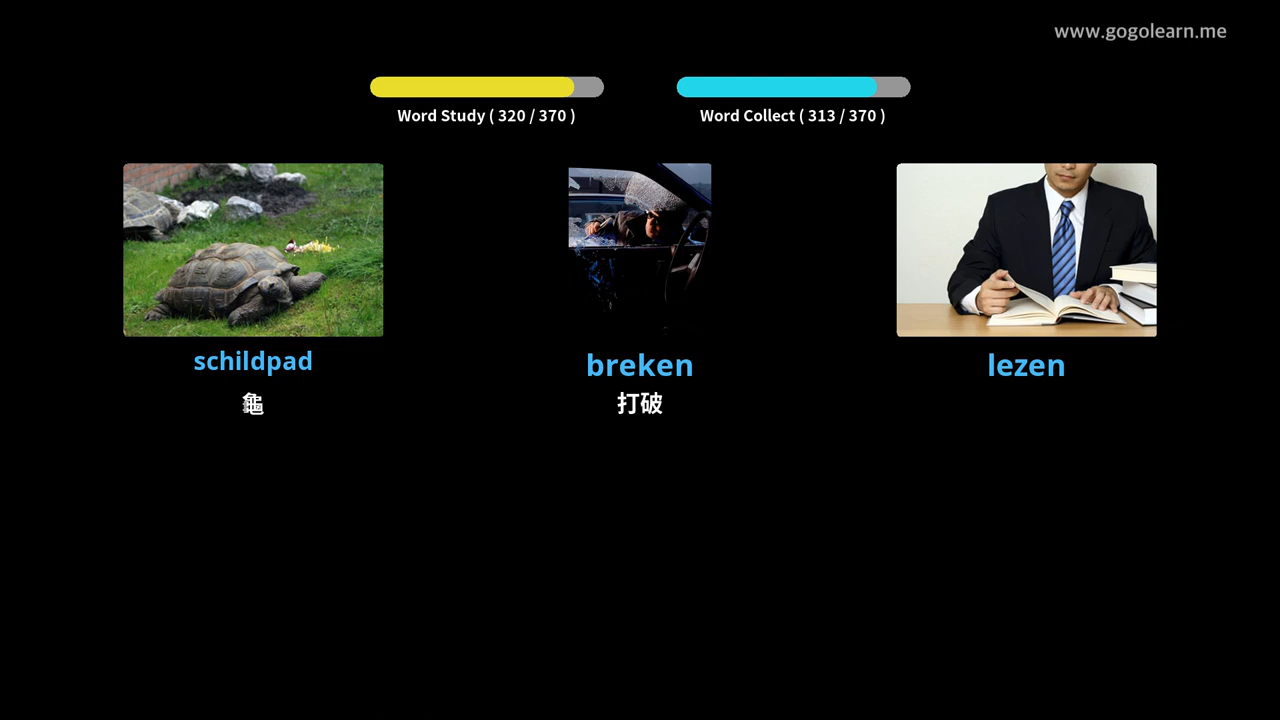 www.gogolearn.me
Word Study ( 320 / 370 )
Word Collect ( 313 / 370 )
schildpad
breken
lezen
龜
打破